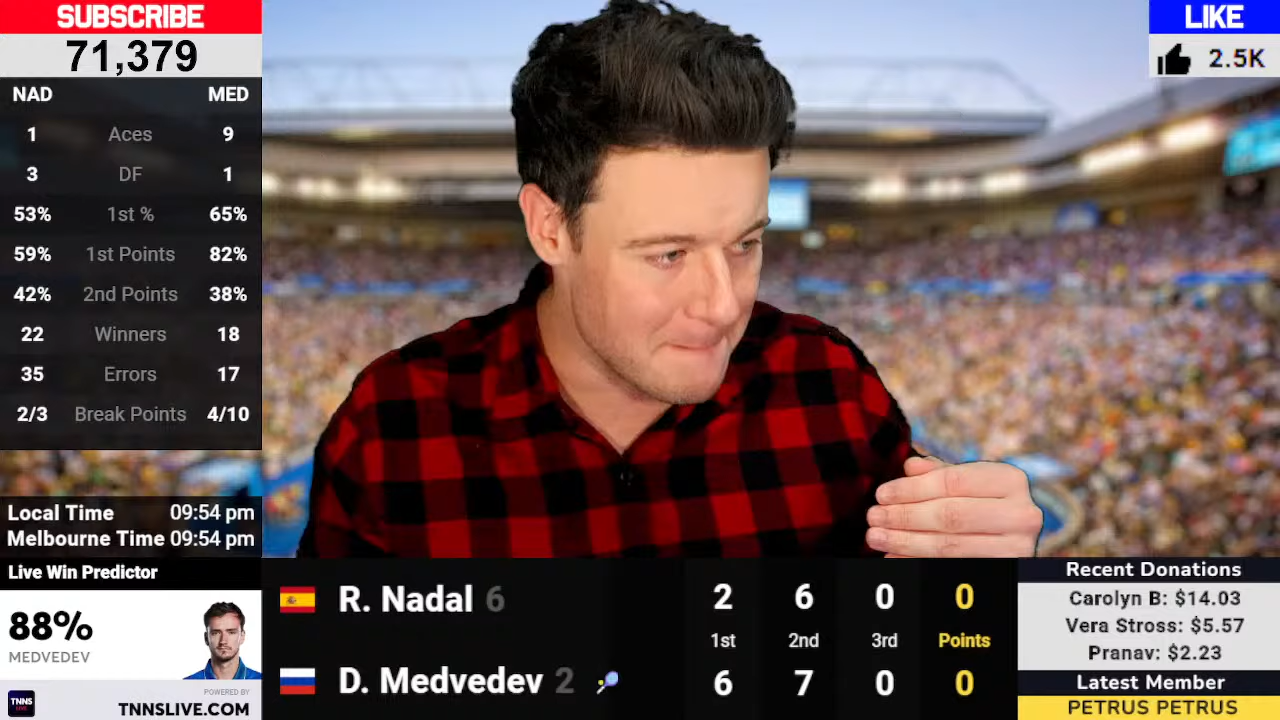 SUBSCRIBE
71,379
NAD MED
1 Aces 9
3 DF 1
53% 1st % 65%
59% 1st Points 82%
42% 2nd Points 38%
22 Winners 18
35 Errors 17
2/3 Break Points 4/10
Local Time 09:54 pm
Melbourne Time 09:54 pm
Live Win Predictor
88%
MEDVEDEV
TNNS
LIVE
POWERED BY
TNNSLIVE.COM
LIKE
2.5K
R. Nadal 6 2 6 0 0
1st 2nd 3rd Points
D. Medvedev 2 6 7 0 0
Recent Donations
Carolyn B: $14.03
Vera Stross: $5.57
Pranav: $2.23
Latest Member
PETRUS PETRUS